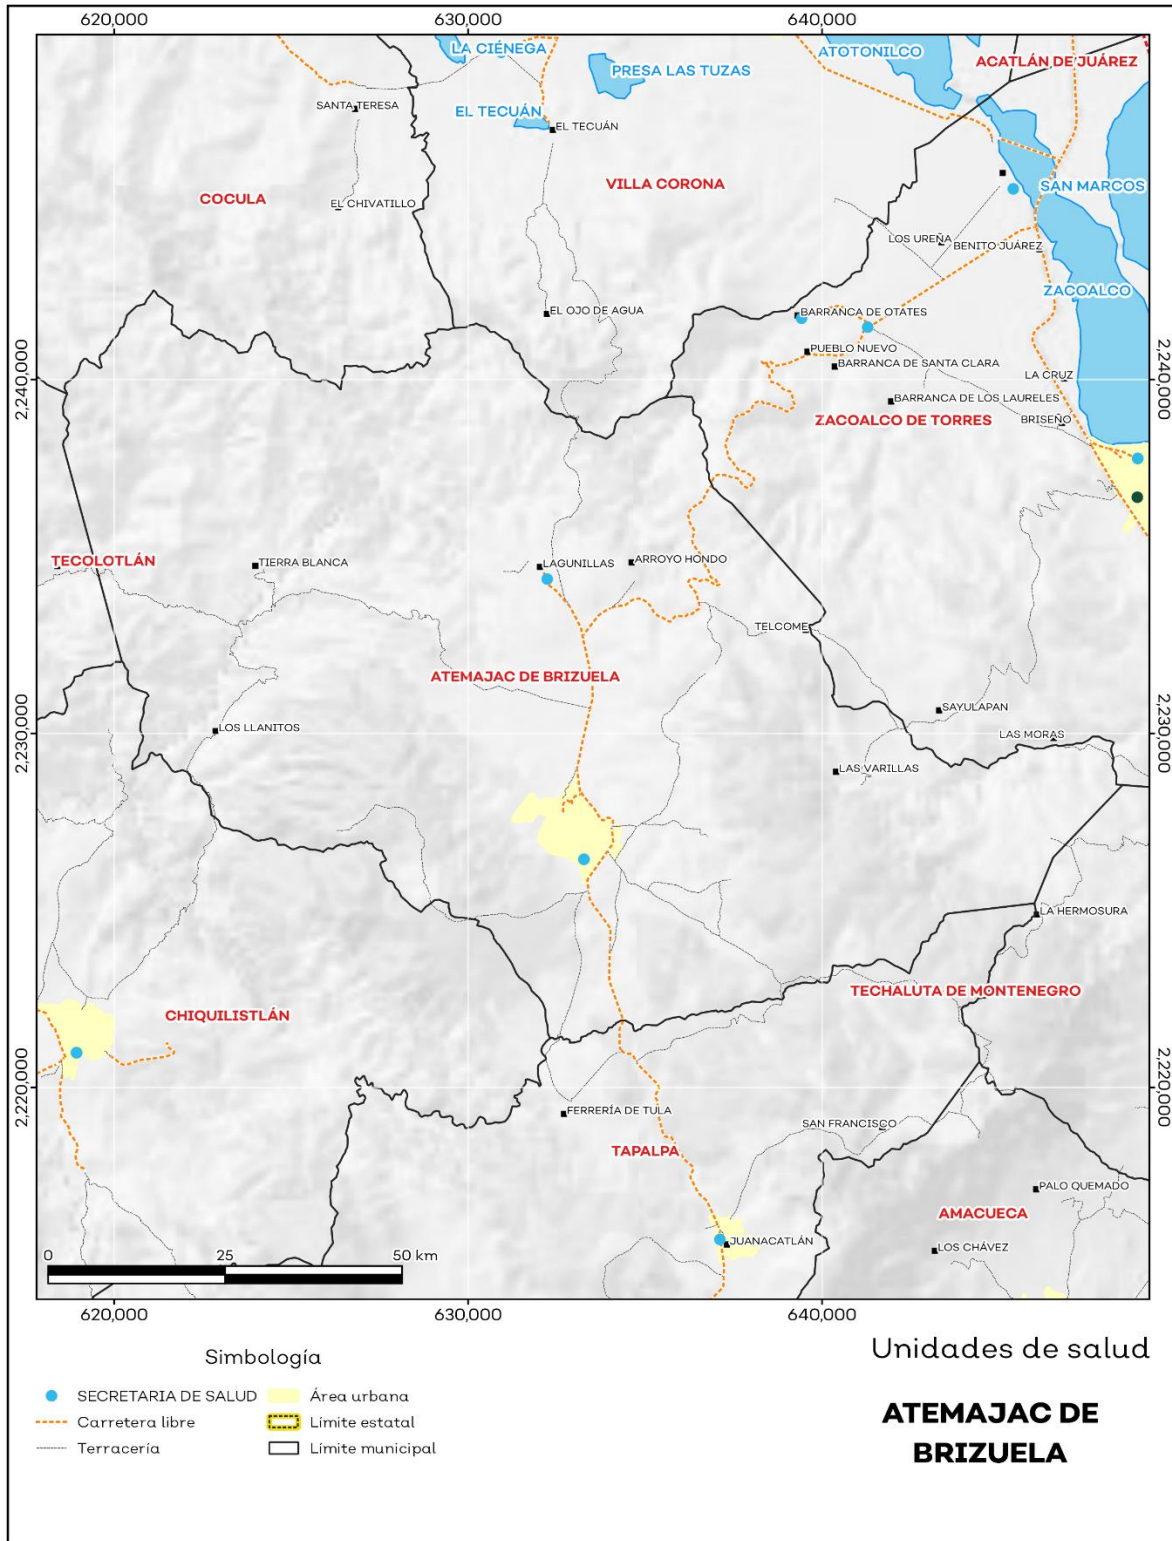 620,000
630,000
640,000
LA CIÉNEGA
ATOTONILCO
ACATLÁN DE JUÁREZ
PRESA LAS TUZAS
SANTA TERESA
EL TECUÁN
EL TECUÁN
VILLA CORONA
SAN MARCOS
COCULA
EL CHIVATILLO
LOS UREÑA
BENITO JUÁREZ
ZACOALCO
EL OJO DE AGUA
BARRANCA DE OTATES
PUEBLO NUEVO
BARRANCA DE SANTA CLARA
2,240,000
2,240,000
LA CRUZ
BARRANCA DE LOS LAURELES
ZACOALCO DE TORRES
BRISEÑO
TECOLOTLÁN
TIERRA BLANCA
LAGUNILLAS
ARROYO HONDO
TELCOME
ATEMAJAC DE BRIZUELA
SAYULAPAN
LOS LLANITOS
2,230,000
2,230,000
LAS MORAS
LAS VARILLAS
LA HERMOSURA
TECHALUTA DE MONTENEGRO
CHIQUILISTLÁN
2,220,000
2,220,000
FERRERÍA DE TULA
SAN FRANCISCO
TAPALPA
PALO QUEMADO
AMACUECA
JUANACATLÁN
LOS CHÁVEZ
0
25
50 km
620,000
630,000
640,000
Simbología
SECRETARIA DE SALUD
Área urbana
Carretera libre
Límite estatal
Terracería
Límite municipal
Unidades de salud
ATEMAJAC DE
BRIZUELA